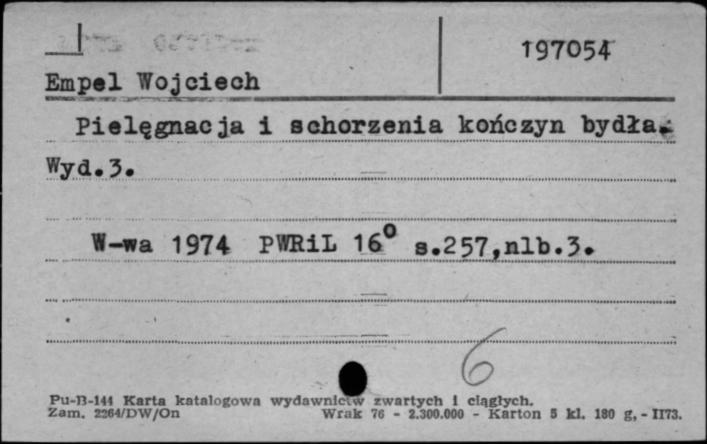 197054
Empel Wojciech
Pielęgnacja i schorzenia kończyn bydła.
Wyd.3.
W-wa 1974 PWRiL 16° s.257,nlb.3.
6
Pu-B-144 Karta katalogowa wydawnictw zwartych i ciągłych.
Zam. 2264/DW/On Wrak 76 - 2.300.000 - Karton 5 kl. 180 g, - II73.